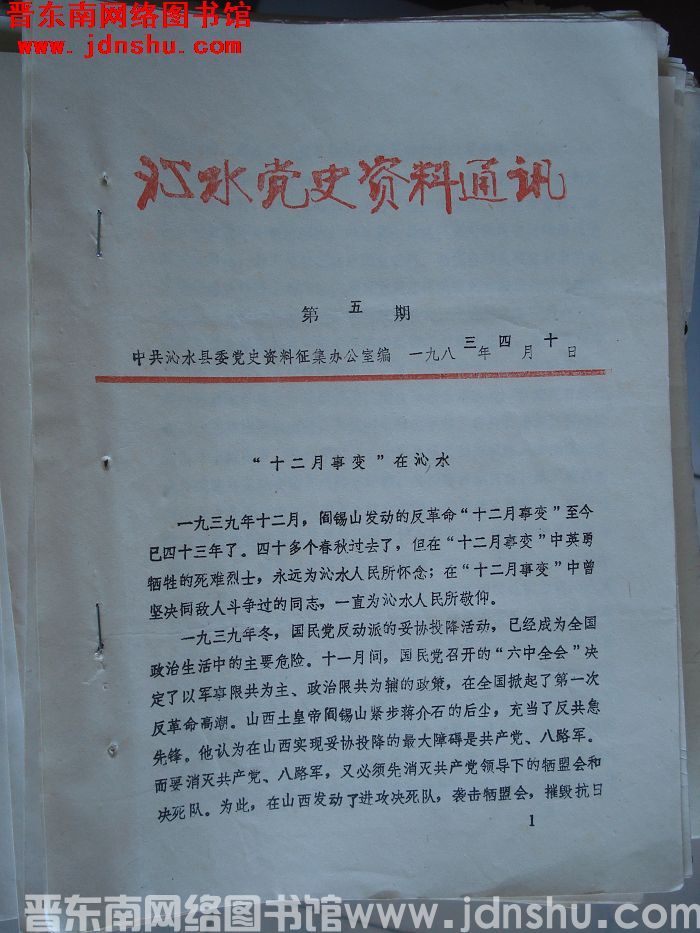 晋东南网络图书馆
www.jdnshu.com
沁水党史资料通讯
第五期
中共沁水县委党史资料征集办公室编 一九八三年四月十日
“十二月事变”在沁水
一九三九年十二月，阎锡山发动的反革命“十二月事变”至今
已四十三年了。四十多个春秋过去了，但在“十二月事变”中英勇
牺牲的死难烈士，永远为沁水人民所怀念；在“十二月事变”中曾
坚决同敌人斗争过的同志，一直为沁水人民所敬仰。
一九三九年冬，国民党反动派的妥协投降活动，已经成为全国
政治生活中的主要危险。十一月间，国民党召开的“六中全会”决
定了以军事限共为主、政治限共为辅的政策，在全国掀起了第一次
反革命高潮。山西土皇帝阎锡山紧步蒋介石的后尘，充当了反共急
先锋。他认为在山西实现妥协投降的最大障碍是共产党、八路军。
而要消灭共产党、八路军，又必须先消灭共产党领导下的牺盟会和
决死队。为此，在山西发动了进攻决死队，袭击牺盟会，摧毁抗日
1
晋东南网络图书馆www.jdnshu.com